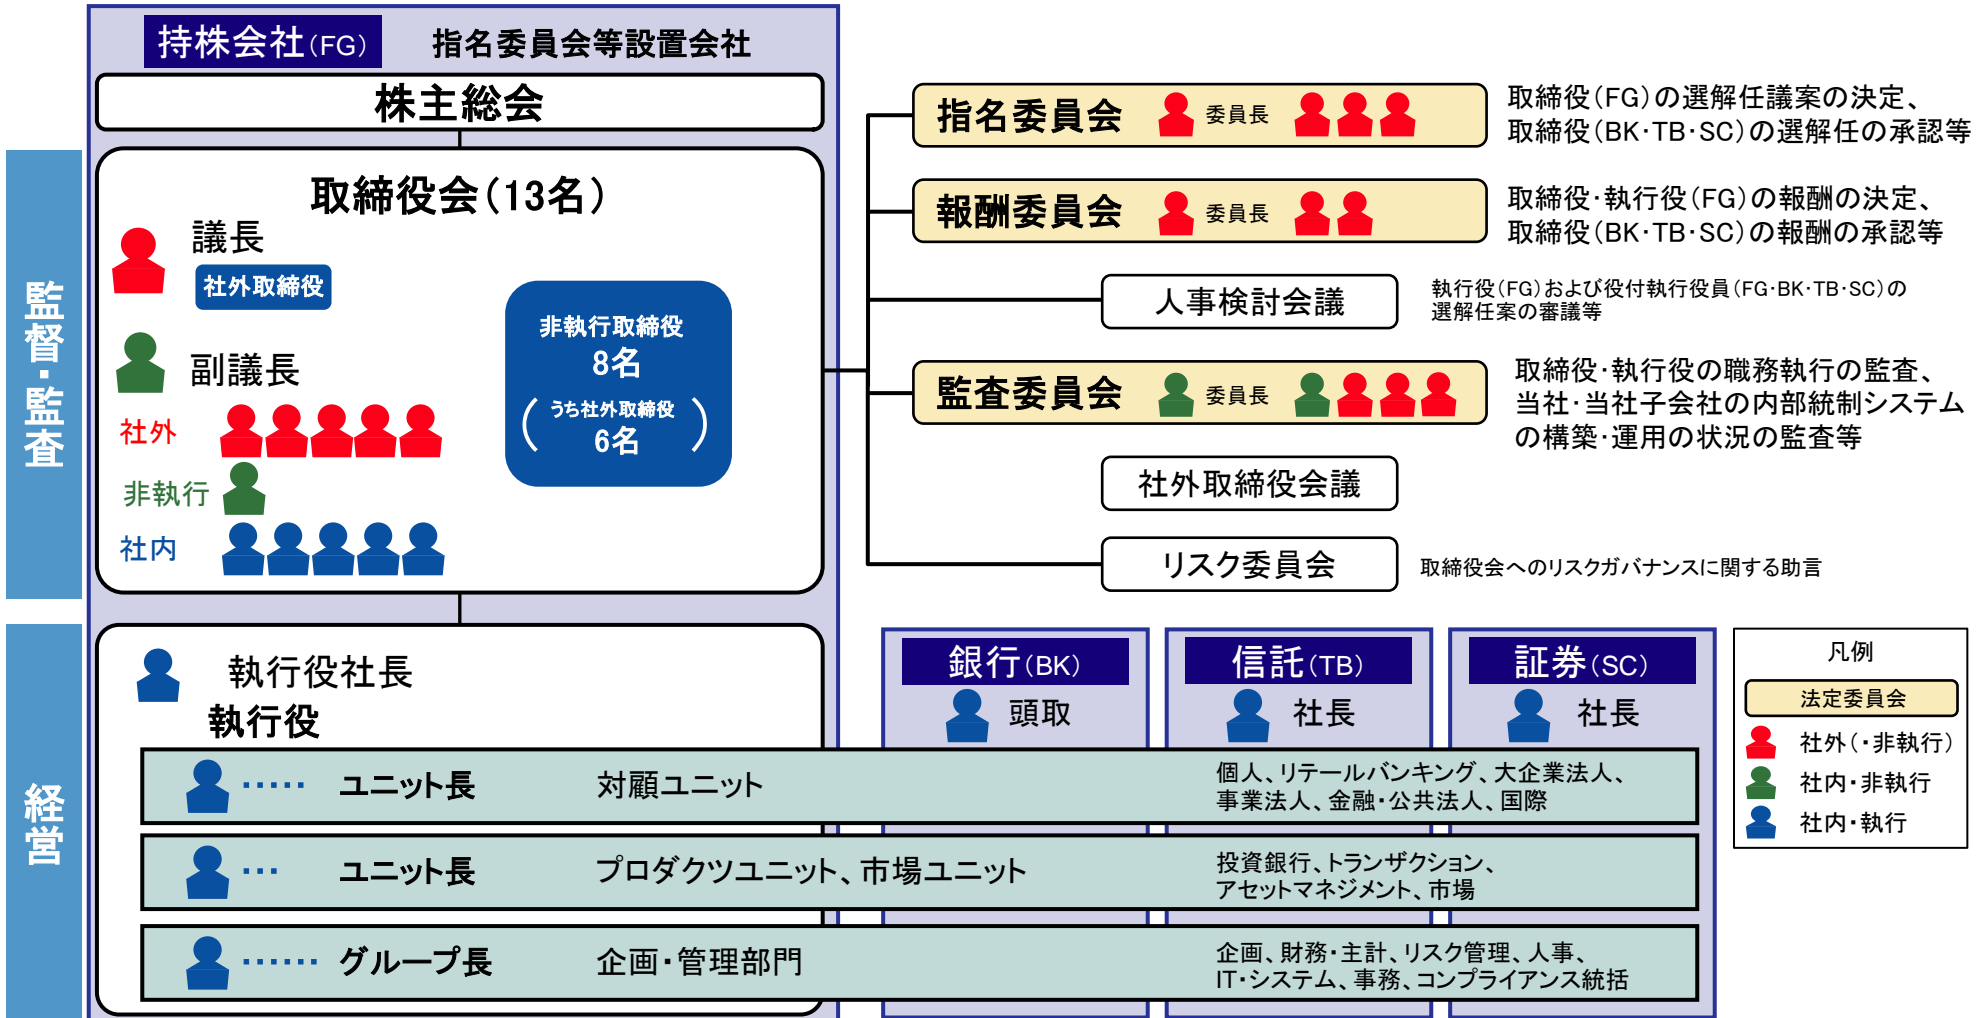 持株会社(FG)
指名委員会等設置会社
株主総会
監督・監査
取締役会(13名)
議長
社外取締役
副議長
社外
非執行
社内
非執行取締役
8名
(うち社外取締役
6名)
指名委員会
委員長
取締役(FG)の選解任議案の決定、
取締役(BK・TB・SC)の選解任の承認等
報酬委員会
委員長
取締役・執行役(FG)の報酬の決定、
取締役(BK・TB・SC)の報酬の承認等
人事検討会議
執行役(FG)および役付執行役員(FG・BK・TB・SC)の
選解任案の審議等
監査委員会
委員長
取締役・執行役の職務執行の監査、
当社・当社子会社の内部統制システム
の構築・運用の状況の監査等
社外取締役会議
リスク委員会
取締役会へのリスクガバナンスに関する助言
経営
執行役社長
執行役
銀行(BK)
頭取
信託(TB)
社長
証券(SC)
社長
・・・・・ ユニット長
対顧ユニット
個人、リテールバンキング、大企業法人、
事業法人、金融・公共法人、国際
・・・ ユニット長
プロダクツユニット、市場ユニット
投資銀行、トランザクション、
アセットマネジメント、市場
・・・・・・ グループ長
企画・管理部門
企画、財務・主計、リスク管理、人事、
IT・システム、事務、コンプライアンス統括
凡例
法定委員会
社外(・非執行)
社内・非執行
社内・執行